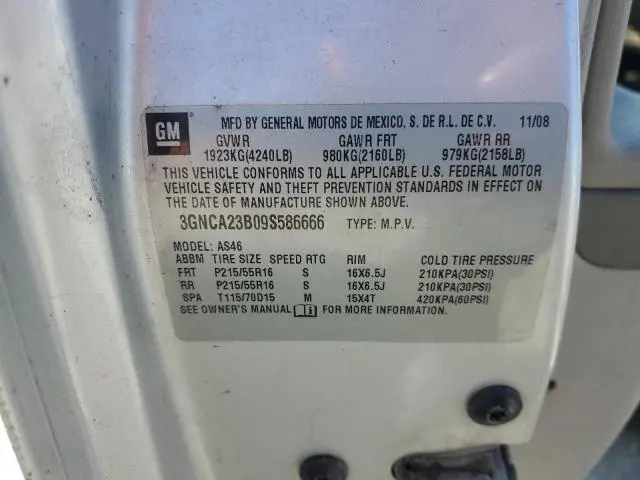 GM
MFD BY GENERAL MOTORS DE MEXICO, S. DE R.L. DE C.V. 11/08
GVWR GAWR FRT GAWR RR
1923KG(4240LB) 980KG(2160LB) 979KG(2158LB)
THIS VEHICLE CONFORMS TO ALL APPLICABLE U.S. FEDERAL MOTOR
VEHICLE SAFETY AND THEFT PREVENTION STANDARDS IN EFFECT ON
THE DATE OF MANUFACTURE SHOWN ABOVE.
3GNCA23B09S586666 TYPE: M.P.V.
MODEL: AS46
ABBM TIRE SIZE SPEED RTG RIM COLD TIRE PRESSURE
FRT P215/55R16 S 16X6.5J 210KPA(30PSI)
RR P215/55R16 S 16X6.5J 210KPA(30PSI)
SPA T115/70D15 M 15X4T 420KPA(60PSI)
SEE OWNER'S MANUAL FOR MORE INFORMATION.